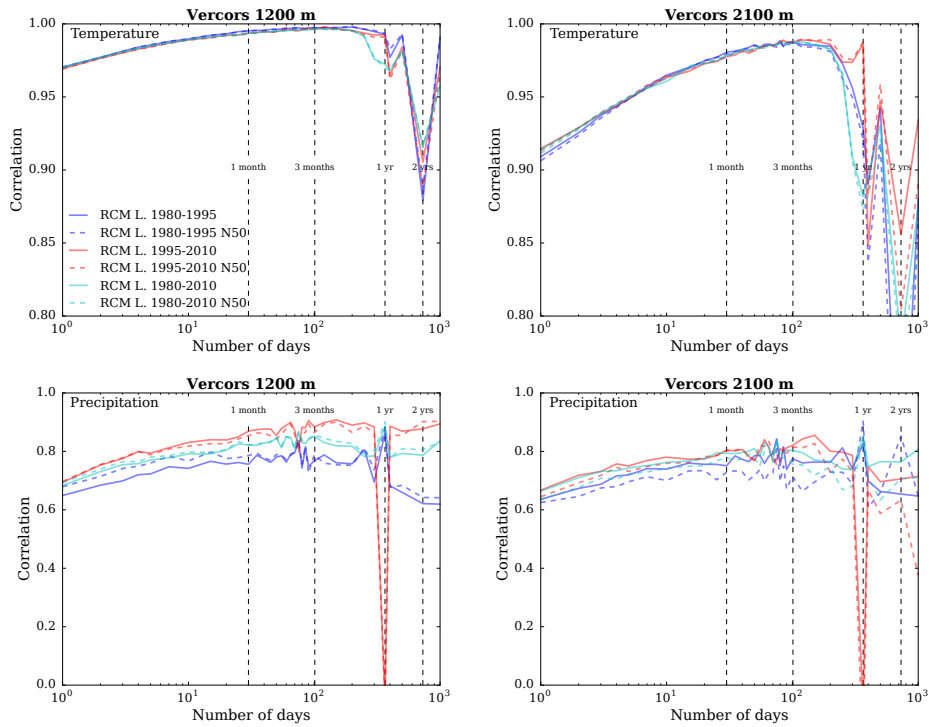 Vercors 1200 m
Temperature
Correlation
1.00
0.95
0.90
0.85
0.80
1 month
3 months
1 yr
2 yrs
RCM L. 1980-1995
RCM L. 1980-1995 N50
RCM L. 1995-2010
RCM L. 1995-2010 N50
RCM L. 1980-2010
RCM L. 1980-2010 N50
10^0
10^1
10^2
10^3
Number of days
Vercors 2100 m
Temperature
Correlation
1.00
0.95
0.90
0.85
0.80
1 month
3 months
1 yr
2 yrs
10^0
10^1
10^2
10^3
Number of days
Vercors 1200 m
Precipitation
Correlation
1.0
0.8
0.6
0.4
0.2
0.0
1 month
3 months
1 yr
2 yrs
10^0
10^1
10^2
10^3
Number of days
Vercors 2100 m
Precipitation
Correlation
1.0
0.8
0.6
0.4
0.2
0.0
1 month
3 months
1 yr
2 yrs
10^0
10^1
10^2
10^3
Number of days